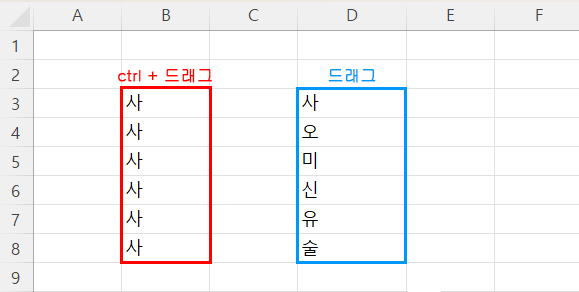 A B C D E F
1
2 ctrl + 드래그 드래그
3 사 사
4 사 오
5 사 미
6 사 신
7 사 유
8 사 술
9